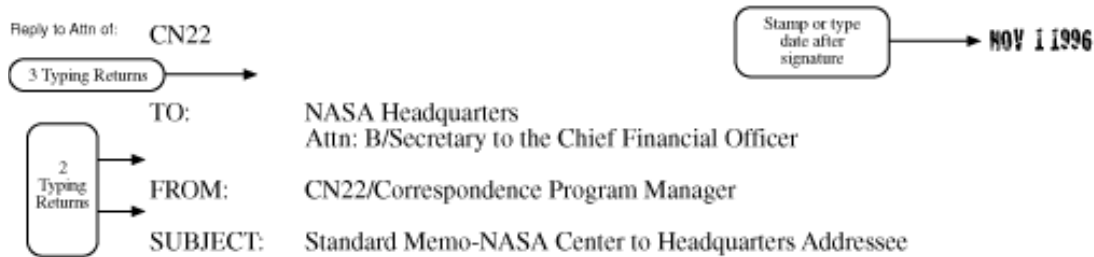 Reply to Attn of: CN22
Stamp or type
date after
signature
NOV 1 1996
3 Typing Returns
TO: NASA Headquarters
Attn: B/Secretary to the Chief Financial Officer
2
Typing
Returns
FROM: CN22/Correspondence Program Manager
SUBJECT: Standard Memo-NASA Center to Headquarters Addressee